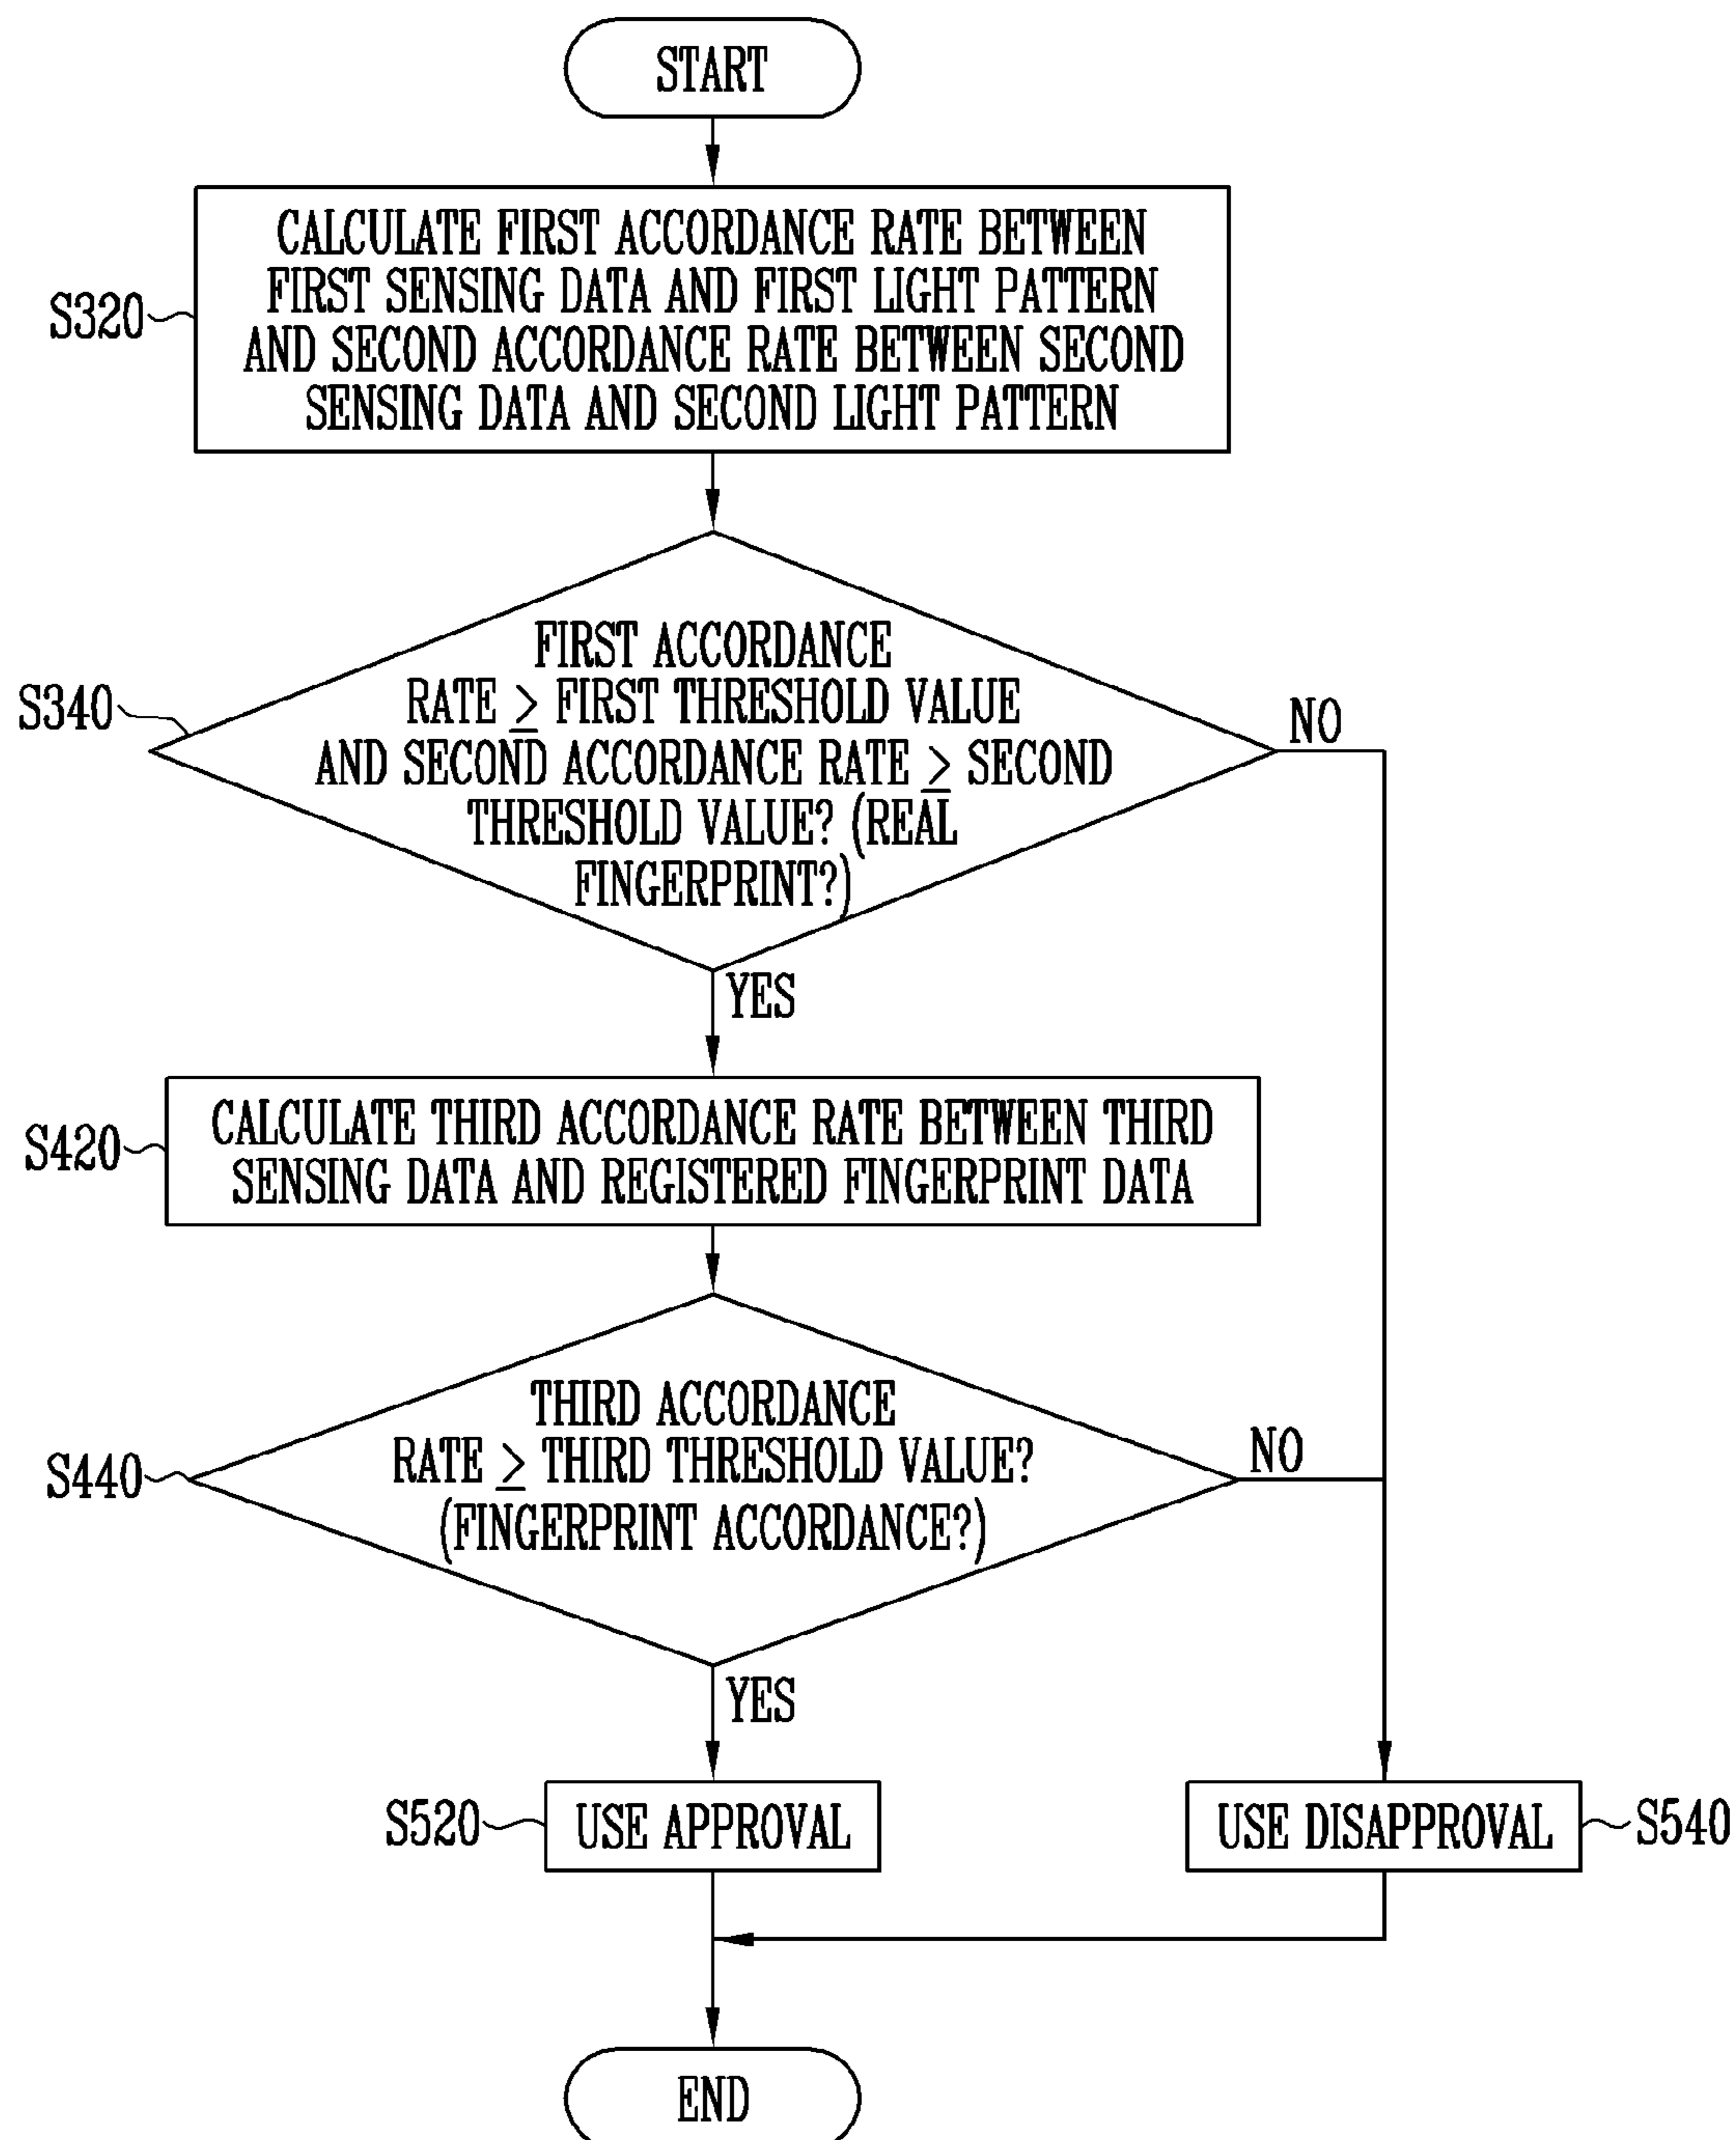 START
CALCULATE FIRST ACCORDANCE RATE BETWEEN
FIRST SENSING DATA AND FIRST LIGHT PATTERN
AND SECOND ACCORDANCE RATE BETWEEN SECOND
SENSING DATA AND SECOND LIGHT PATTERN
S320
FIRST ACCORDANCE
RATE ≥ FIRST THRESHOLD VALUE
AND SECOND ACCORDANCE RATE ≥ SECOND
THRESHOLD VALUE? (REAL
FINGERPRINT?)
S340
NO
YES
CALCULATE THIRD ACCORDANCE RATE BETWEEN THIRD
SENSING DATA AND REGISTERED FINGERPRINT DATA
S420
THIRD ACCORDANCE
RATE ≥ THIRD THRESHOLD VALUE?
(FINGERPRINT ACCORDANCE?)
S440
NO
YES
S520
USE APPROVAL
USE DISAPPROVAL
S540
END